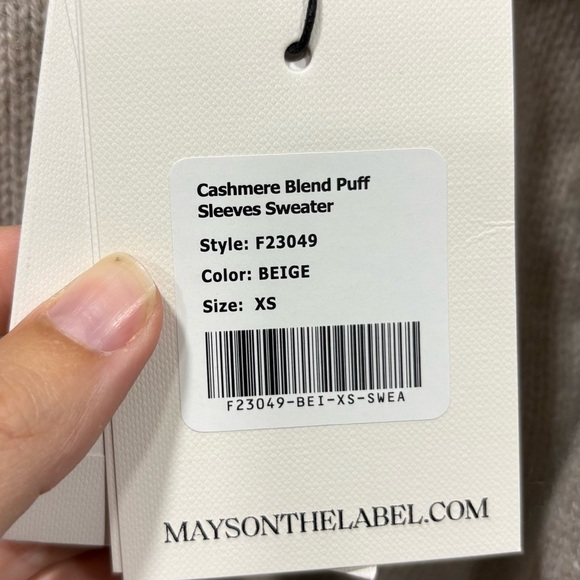 Cashmere Blend Puff
Sleeves Sweater
Style: F23049
Color: BEIGE
Size: XS
F23049-BEI-XS-SWEA
MAYSONTHELABEL.COM